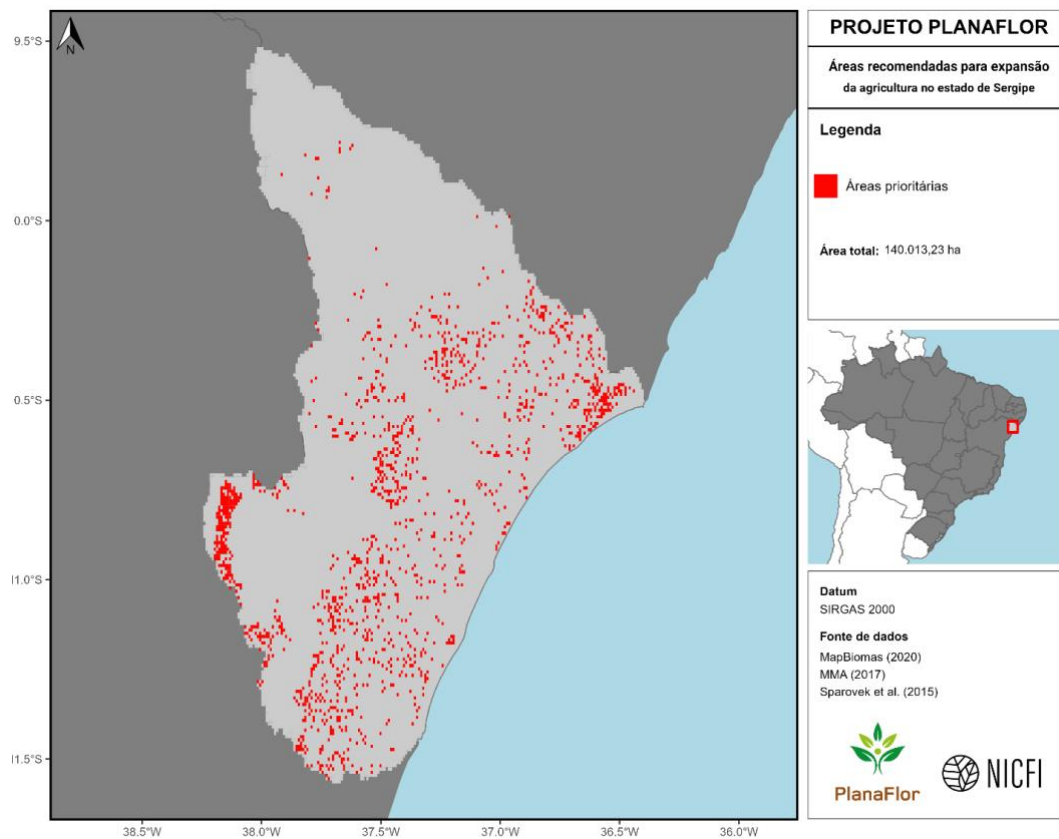 N
9.5°S
0.0°S
0.5°S
1.0°S
1.5°S
38.5°W
38.0°W
37.5°W
37.0°W
36.5°W
36.0°W
PROJETO PLANAFLOR
Áreas recomendadas para expansão
da agricultura no estado de Sergipe
Legenda
Áreas prioritárias
Área total: 140.013,23 ha
Datum
SIRGAS 2000
Fonte de dados
MapBiomas (2020)
MMA (2017)
Sparovek et al. (2015)
PlanaFlor
NICFI